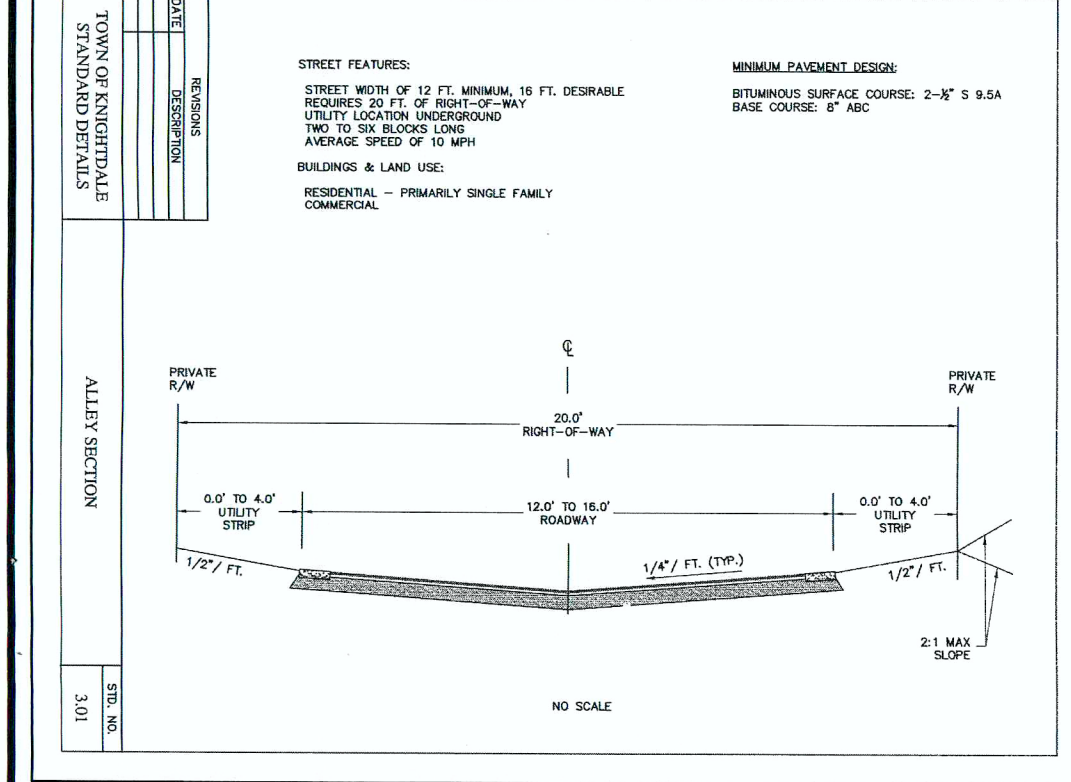 STREET FEATURES:
STREET WIDTH OF 12 FT. MINIMUM, 16 FT. DESIRABLE
REQUIRES 20 FT. OF RIGHT-OF-WAY
UTILITY LOCATION UNDERGROUND
TWO TO SIX BLOCKS LONG
AVERAGE SPEED OF 10 MPH
BUILDINGS & LAND USE:
RESIDENTIAL – PRIMARILY SINGLE FAMILY
COMMERCIAL
MINIMUM PAVEMENT DESIGN:
BITUMINOUS SURFACE COURSE: 2-½" S 9.5A
BASE COURSE: 8" ABC
REVISIONS
DATE
DESCRIPTION
TOWN OF KNIGHTDALE
STANDARD DETAILS
ALLEY SECTION
STD. NO.
3.01
℄
PRIVATE
R/W
PRIVATE
R/W
20.0'
RIGHT-OF-WAY
0.0' TO 4.0'
UTILITY
STRIP
12.0' TO 16.0'
ROADWAY
0.0' TO 4.0'
UTILITY
STRIP
1/2"/ FT.
1/4"/ FT. (TYP.)
1/2"/ FT.
2:1 MAX
SLOPE
NO SCALE